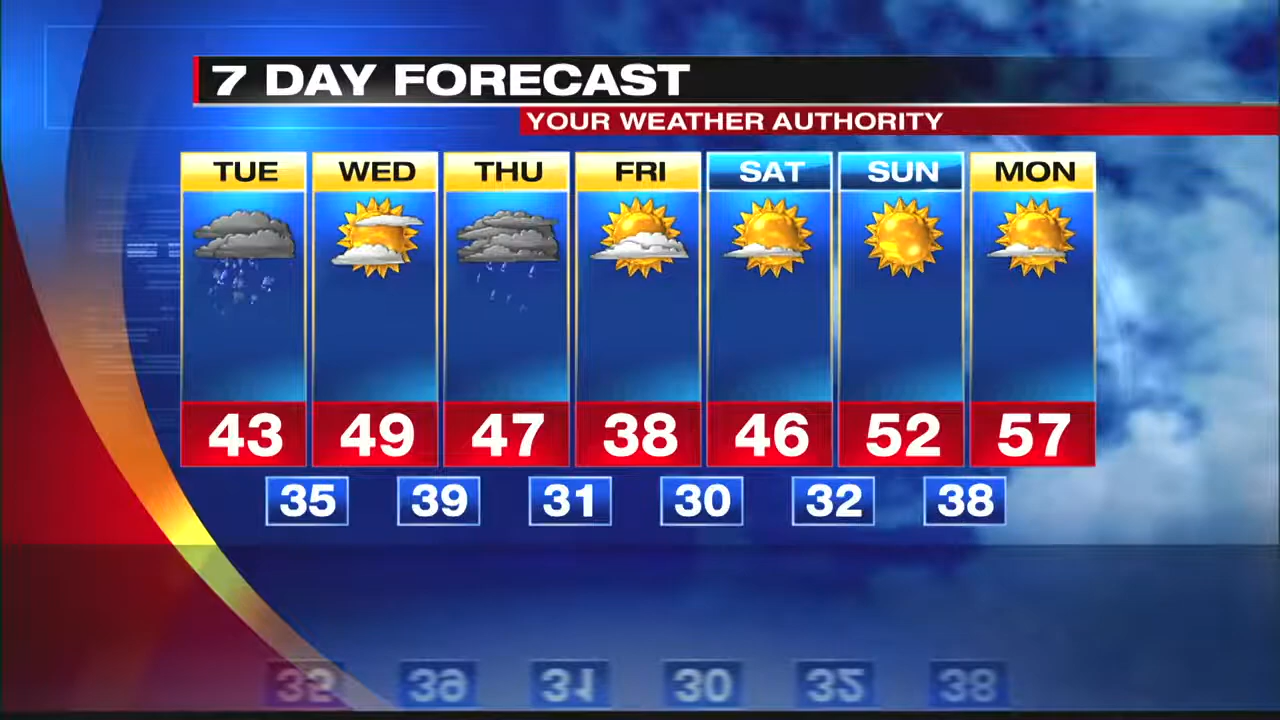 7 DAY FORECAST
YOUR WEATHER AUTHORITY
TUE WED THU FRI SAT SUN MON
43 49 47 38 46 52 57
35 39 31 30 32 38